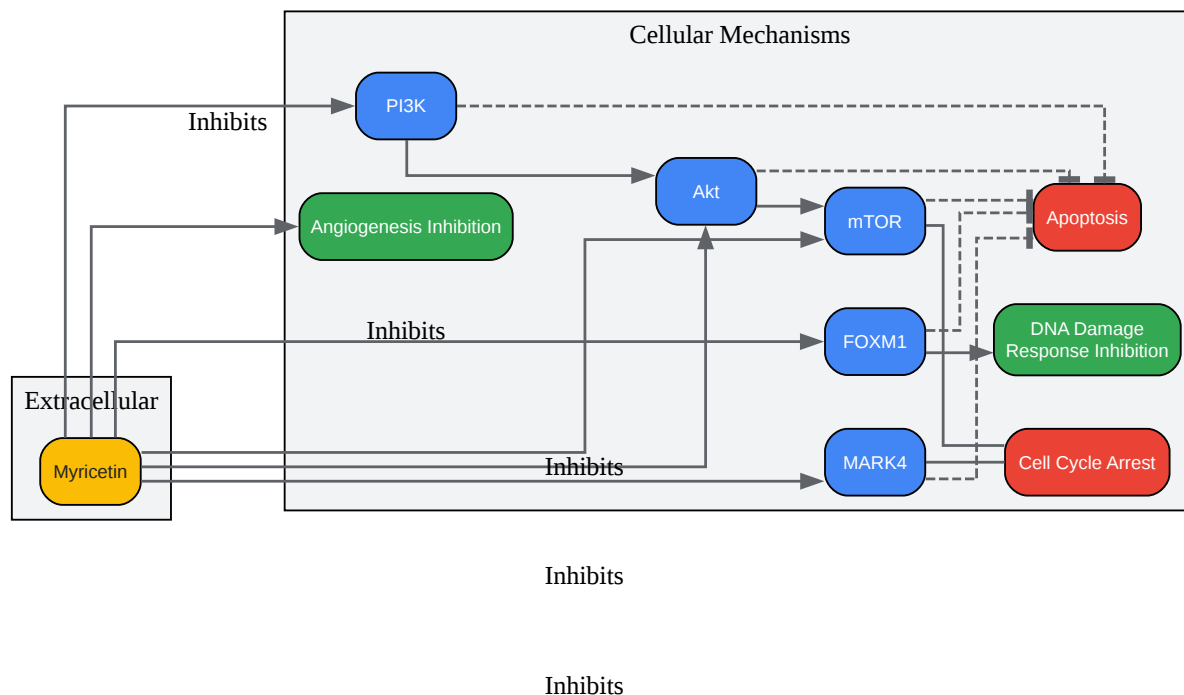 Cellular Mechanisms
PI3K
Inhibits
Akt
mTOR
Apoptosis
Angiogenesis Inhibition
Inhibits
FOXM1
DNA Damage
Response Inhibition
Extracellular
Myricetin
Inhibits
MARK4
Cell Cycle Arrest
Inhibits
Inhibits